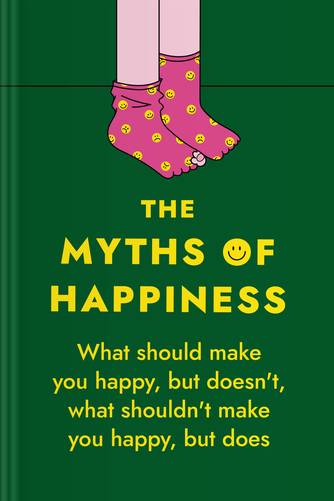 THE
MYTHS OF
HAPPINESS
What should make
you happy, but doesn't,
what shouldn't make
you happy, but does